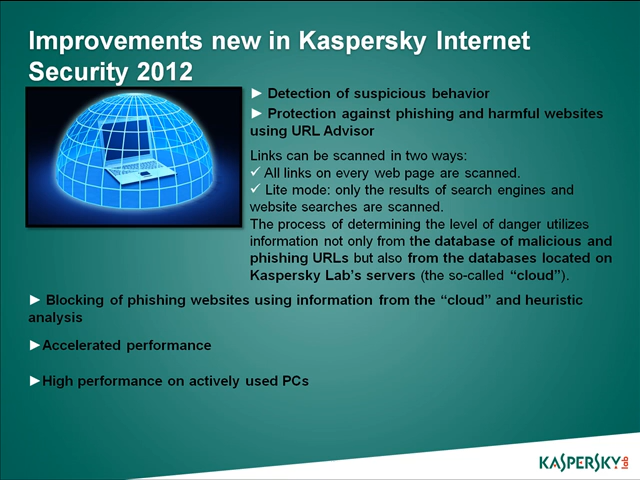 Improvements new in Kaspersky Internet
Security 2012
► Detection of suspicious behavior
► Protection against phishing and harmful websites
using URL Advisor
Links can be scanned in two ways:
✓ All links on every web page are scanned.
✓ Lite mode: only the results of search engines and
website searches are scanned.
The process of determining the level of danger utilizes
information not only from the database of malicious and
phishing URLs but also from the databases located on
Kaspersky Lab’s servers (the so-called “cloud”).
► Blocking of phishing websites using information from the “cloud” and heuristic
analysis
►Accelerated performance
►High performance on actively used PCs
KASPERSKY lab